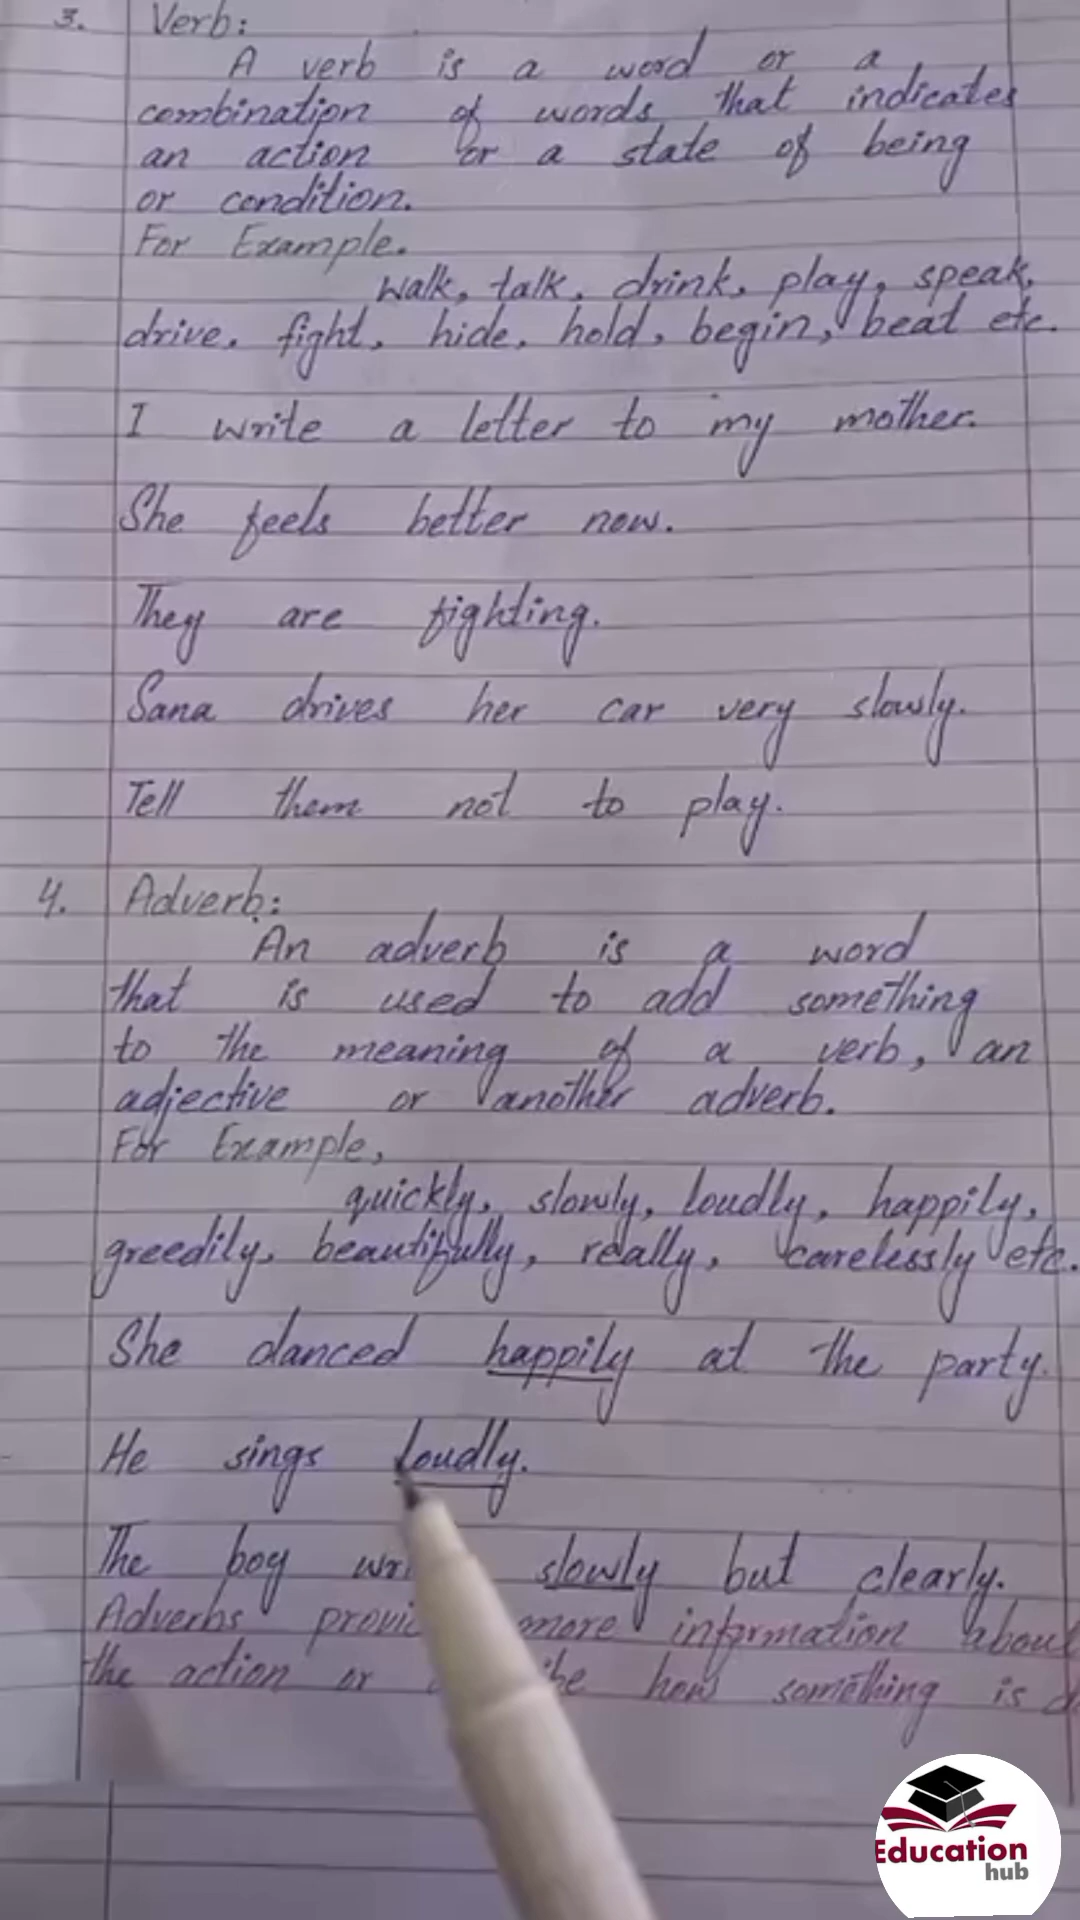 3. Verb:
A verb is a word or a
combination of words that indicates
an action or a state of being
or condition.
For Example.
walk, talk, drink, play, speak,
drive, fight, hide, hold, begin, beat etc.
I write a letter to my mother.
She feels better now.
They are fighting.
Sana drives her car very slowly.
Tell them not to play.
4. Adverb:
An adverb is a word
that is used to add something
to the meaning of a verb, an
adjective or another adverb.
For Example,
quickly, slowly, loudly, happily,
greedily, beautifully, really, carelessly etc.
She danced happily at the party.
He sings loudly.
The boy slowly but clearly.
Adverbs more information about
the action or how something is
Education
hub